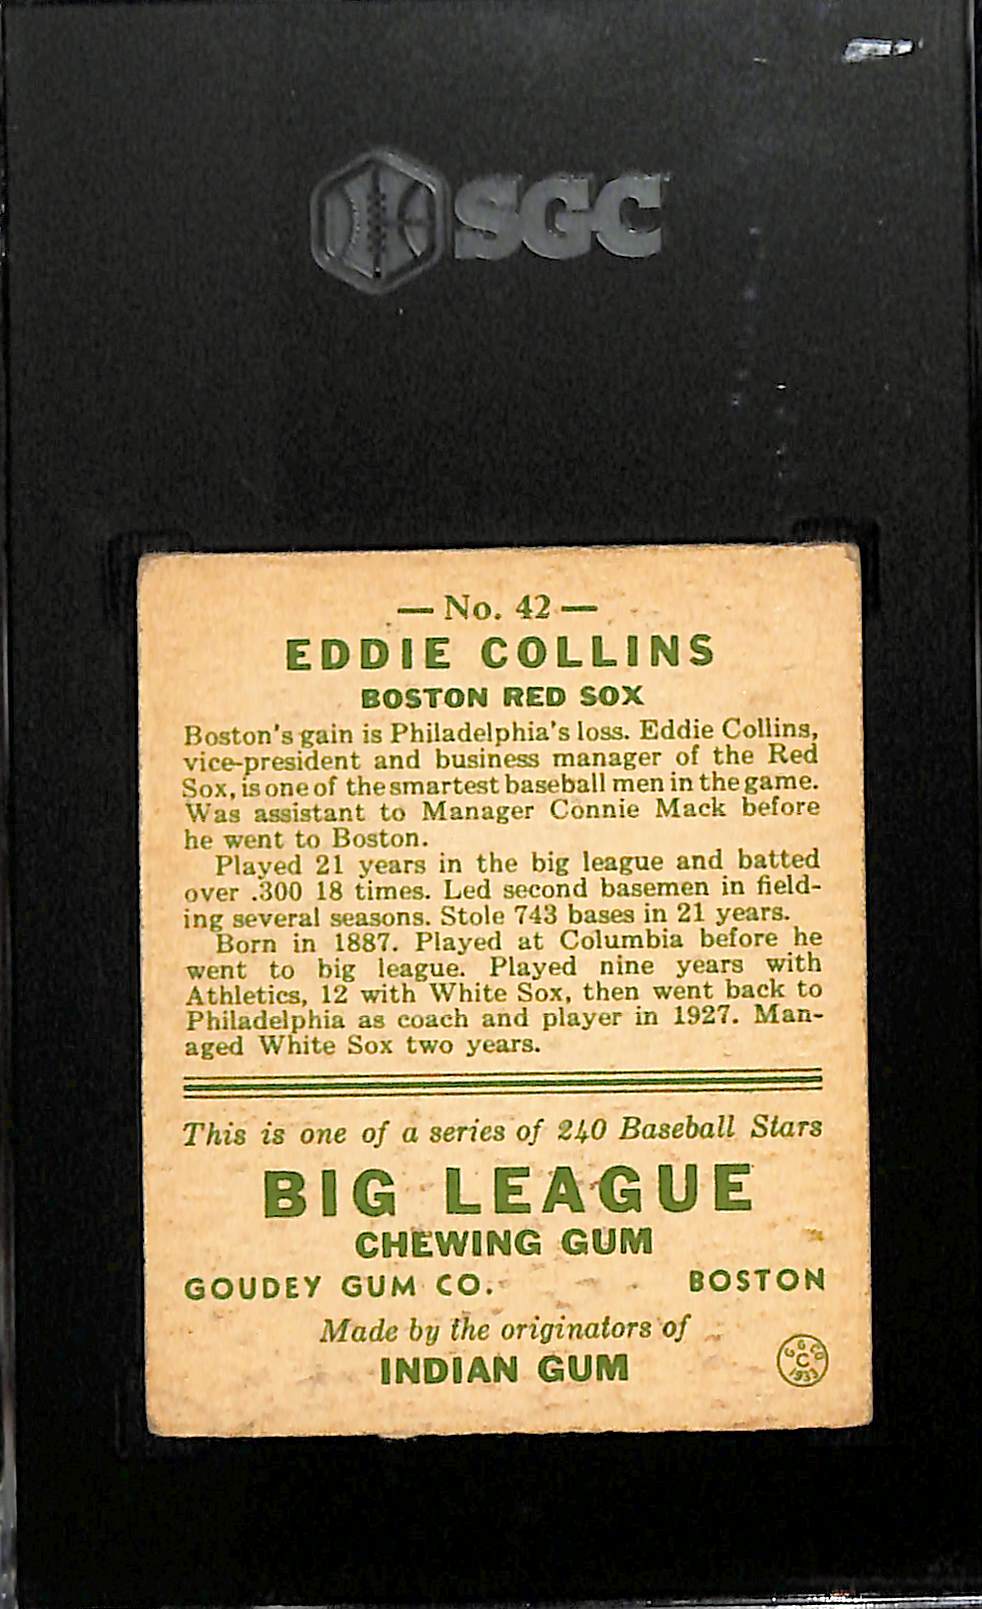 SGC
— No. 42 —
EDDIE COLLINS
BOSTON RED SOX
Boston's gain is Philadelphia's loss. Eddie Collins,
vice-president and business manager of the Red
Sox, is one of the smartest baseball men in the game.
Was assistant to Manager Connie Mack before
he went to Boston.
Played 21 years in the big league and batted
over .300 18 times. Led second basemen in field-
ing several seasons. Stole 743 bases in 21 years.
Born in 1887. Played at Columbia before he
went to big league. Played nine years with
Athletics, 12 with White Sox, then went back to
Philadelphia as coach and player in 1927. Man-
aged White Sox two years.
This is one of a series of 240 Baseball Stars
BIG LEAGUE
CHEWING GUM
GOUDEY GUM CO. BOSTON
Made by the originators of
INDIAN GUM
G G CO
C
1933